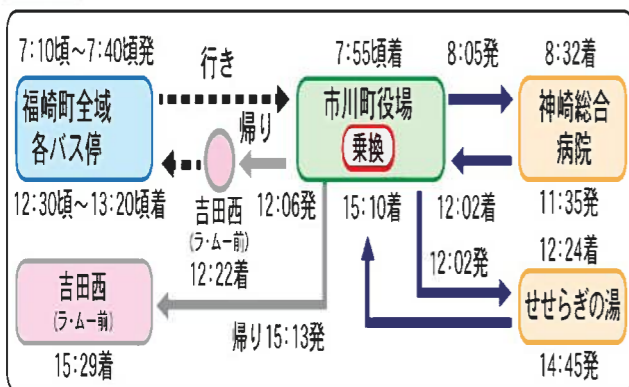 7:10頃～7:40頃発
行き
7:55頃着
8:05発
8:32着
福崎町全域
各バス停
市川町役場
乗換
神崎総合
病院
帰り
12:30頃～13:20頃着
吉田西
(ラ・ムー前)
12:22着
12:06発
15:10着
12:02着
11:35発
12:02発
12:24着
吉田西
(ラ・ムー前)
せせらぎの湯
帰り15:13発
15:29着
14:45発